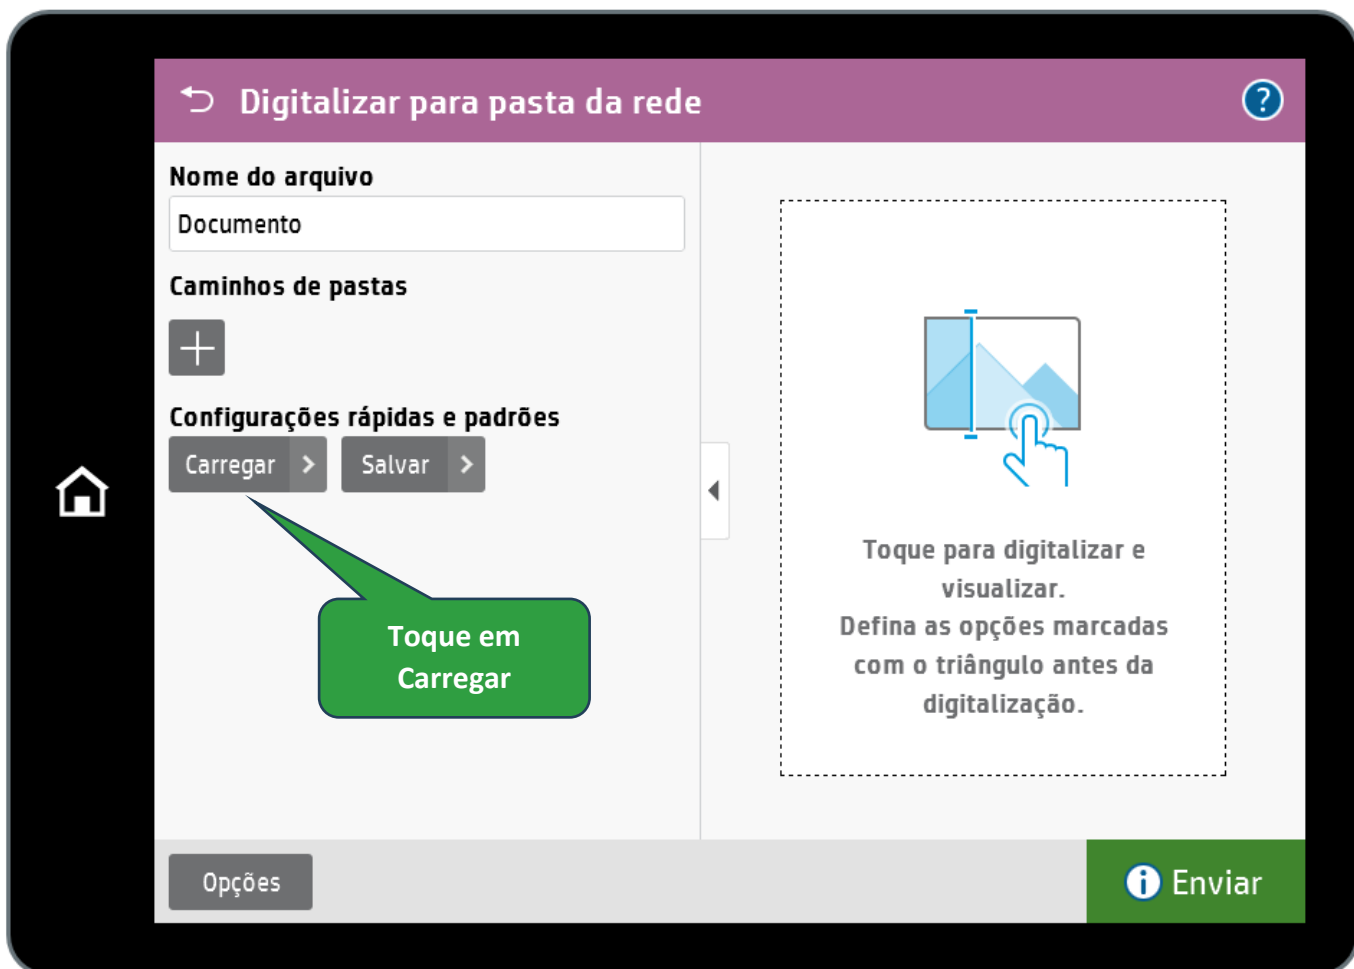 Digitalizar para pasta da rede
?
Nome do arquivo
Documento
Caminhos de pastas
Configurações rápidas e padrões
Carregar
Salvar
Toque em
Carregar
Toque para digitalizar e
visualizar.
Defina as opções marcadas
com o triângulo antes da
digitalização.
Opções
i Enviar